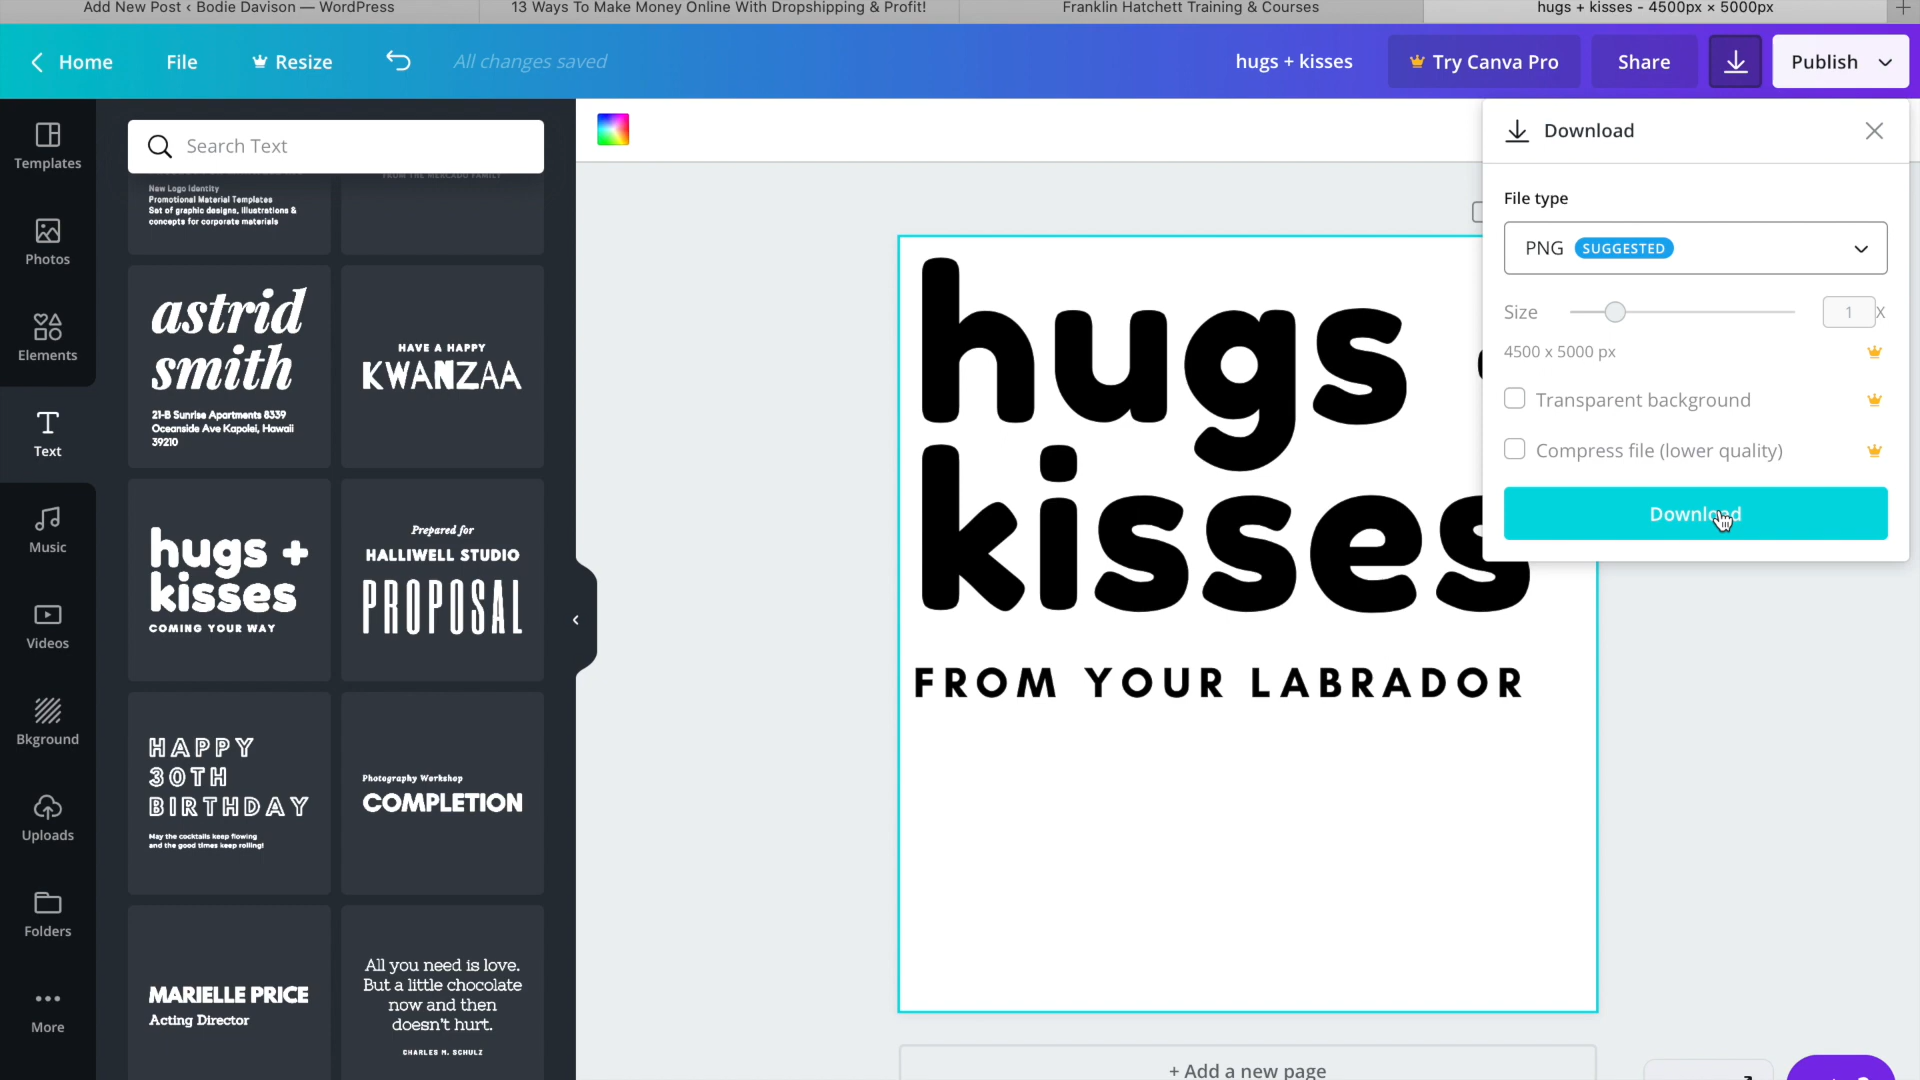 Add New Post ‹ Bodie Davison — WordPress
13 Ways To Make Money Online With Dropshipping & Profit!
Franklin Hatchett Training & Courses
hugs + kisses - 4500px × 5000px
Home
File
Resize
All changes saved
hugs + kisses
Try Canva Pro
Share
Publish
Templates
Photos
Elements
Text
Music
Videos
Bkground
Uploads
Folders
More
Search Text
New Logo Identity
Promotional Material Templates
Set of graphic designs, illustrations &
concepts for corporate materials
FROM THE MERCADO FAMILY
astrid
smith
21-B Sunrise Apartments 8339
Oceanside Ave Kapolei, Hawaii
39210
HAVE A HAPPY
KWANZAA
hugs +
kisses
COMING YOUR WAY
Prepared for
HALLIWELL STUDIO
PROPOSAL
HAPPY
30TH
BIRTHDAY
May the cocktails keep flowing
and the good times keep rolling!
Photography Workshop
COMPLETION
MARIELLE PRICE
Acting Director
All you need is love.
But a little chocolate
now and then
doesn't hurt.
CHARLES M. SCHULZ
hugs
kisses
FROM YOUR LABRADOR
+ Add a new page
Download
File type
PNG SUGGESTED
Size
1 X
4500 x 5000 px
Transparent background
Compress file (lower quality)
Download